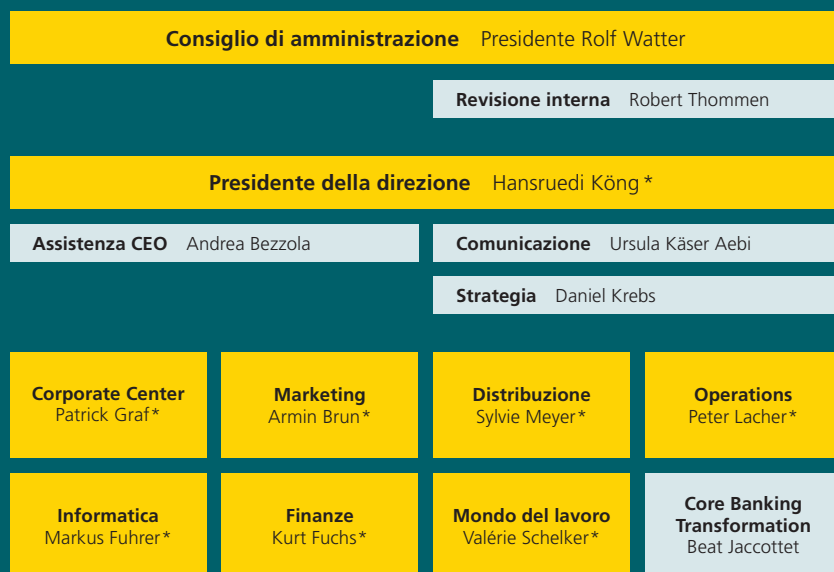 Consiglio di amministrazione Presidente Rolf Watter
Revisione interna Robert Thommen
Presidente della direzione Hansruedi Köng*
Assistenza CEO Andrea Bezzola
Comunicazione Ursula Käser Aebi
Strategia Daniel Krebs
Corporate Center
Patrick Graf*
Marketing
Armin Brun*
Distribuzione
Sylvie Meyer*
Operations
Peter Lacher*
Informatica
Markus Fuhrer*
Finanze
Kurt Fuchs*
Mondo del lavoro
Valérie Schelker*
Core Banking
Transformation
Beat Jaccottet